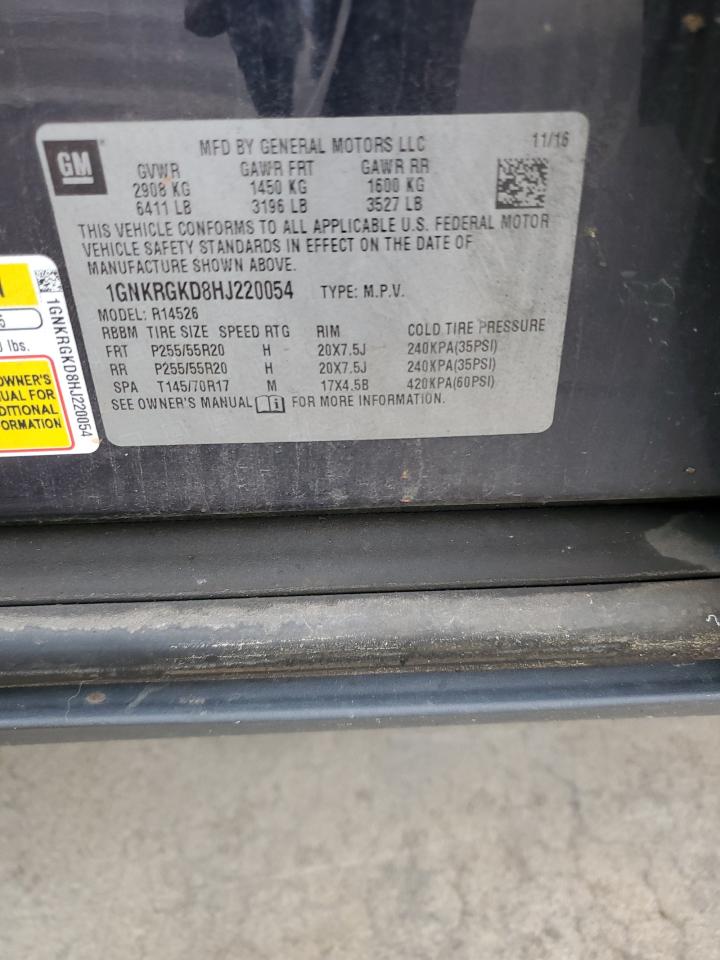 GM
MFD BY GENERAL MOTORS LLC 11/16
GVWR GAWR FRT GAWR RR
2908 KG 1450 KG 1600 KG
6411 LB 3196 LB 3527 LB
THIS VEHICLE CONFORMS TO ALL APPLICABLE U.S. FEDERAL MOTOR
VEHICLE SAFETY STANDARDS IN EFFECT ON THE DATE OF
MANUFACTURE SHOWN ABOVE.
1GNKRGKD8HJ220054 TYPE: M.P.V.
MODEL: R14526
RBBM TIRE SIZE SPEED RTG RIM COLD TIRE PRESSURE
FRT P255/55R20 H 20X7.5J 240KPA(35PSI)
RR P255/55R20 H 20X7.5J 240KPA(35PSI)
SPA T145/70R17 M 17X4.5B 420KPA(60PSI)
SEE OWNER'S MANUAL i FOR MORE INFORMATION.
1GNKRGKD8HJ220054
lbs.
OWNER'S
FOR